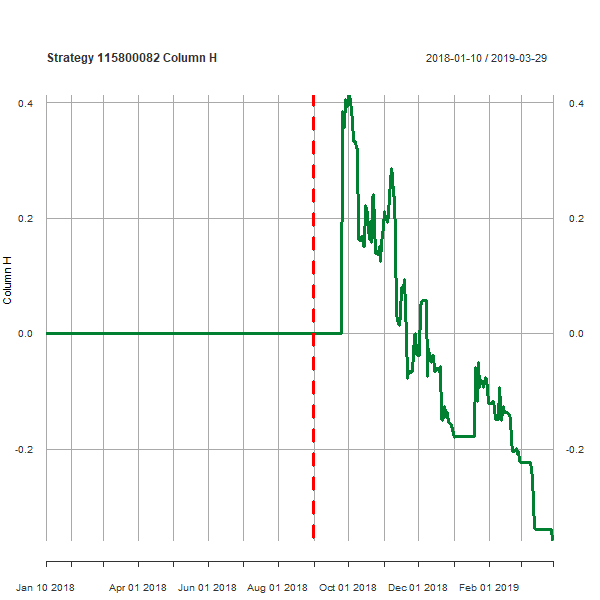 Strategy 115800082 Column H
2018-01-10 / 2019-03-29
0.4
0.4
0.2
0.2
Column H
0.0
0.0
-0.2
-0.2
Jan 10 2018
Apr 01 2018
Jun 01 2018
Aug 01 2018
Oct 01 2018
Dec 01 2018
Feb 01 2019